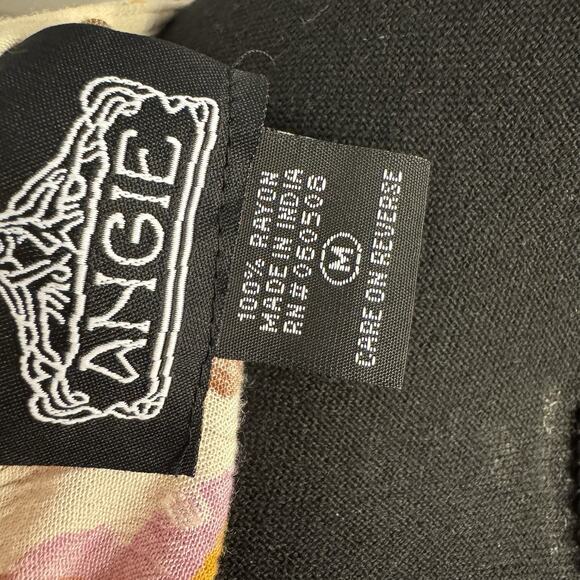 ANGIE
100% RAYON
MADE IN INDIA
RN# 060506
M
CARE ON REVERSE